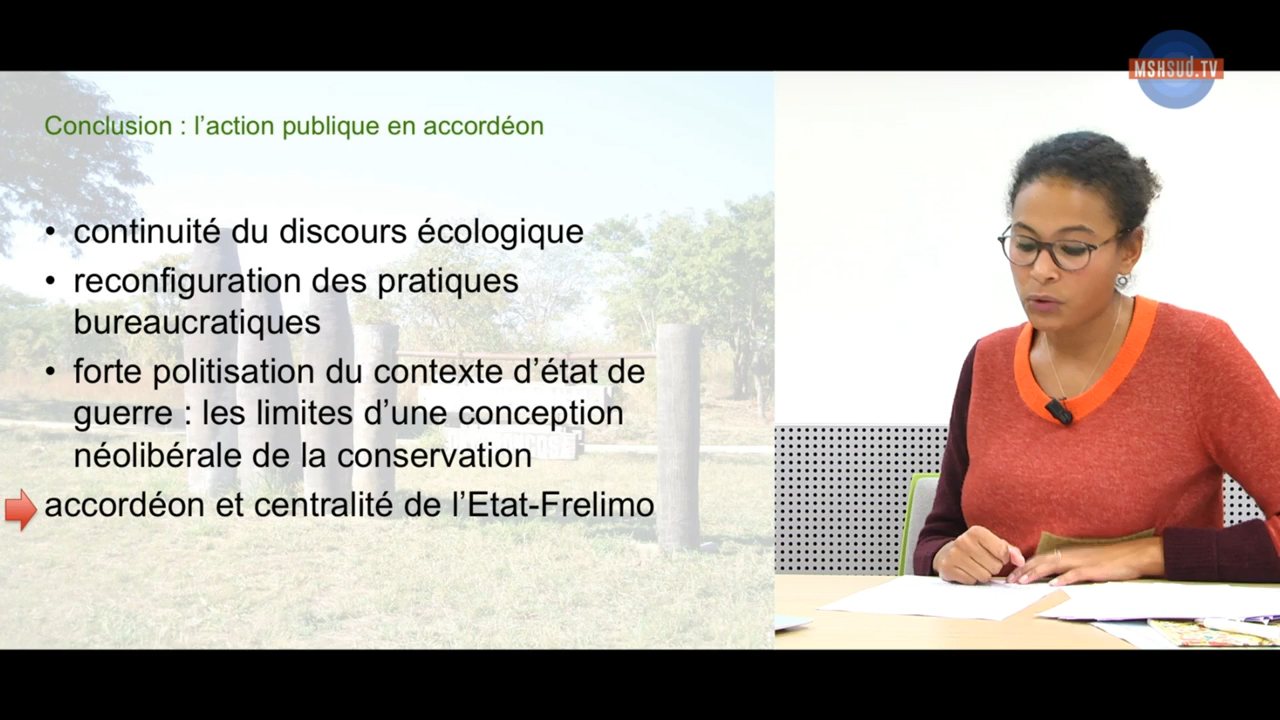 MSHSUD.TV
Conclusion : l’action publique en accordéon
• continuité du discours écologique
• reconfiguration des pratiques
bureaucratiques
• forte politisation du contexte d’état de
guerre : les limites d’une conception
néolibérale de la conservation
accordéon et centralité de l’Etat-Frelimo